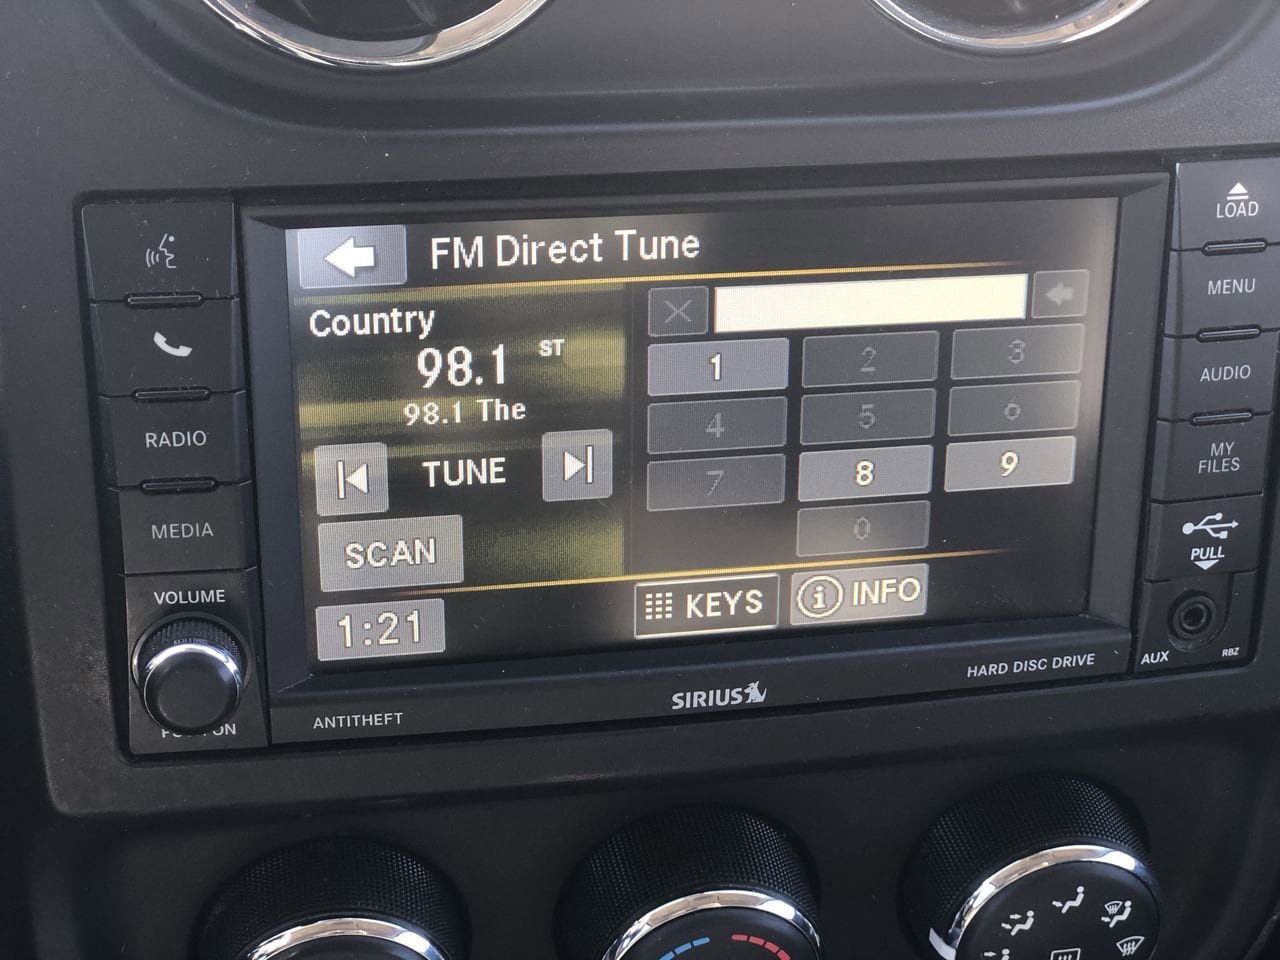 FM Direct Tune
Country
98.1 ST
98.1 The
TUNE
SCAN
1:21
1 2 3
4 5 6
7 8 9
0
KEYS
INFO
RADIO
MEDIA
VOLUME
ON
ANTITHEFT
SIRIUS
HARD DISC DRIVE
LOAD
MENU
AUDIO
MY
FILES
PULL
AUX
RBZ